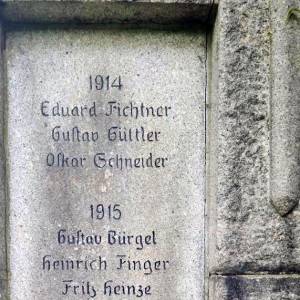 1914
Eduard Fichtner
Gustav Güttler
Oskar Schneider
1915
Gustav Bürgel
Heinrich Finger
Fritz Heinze